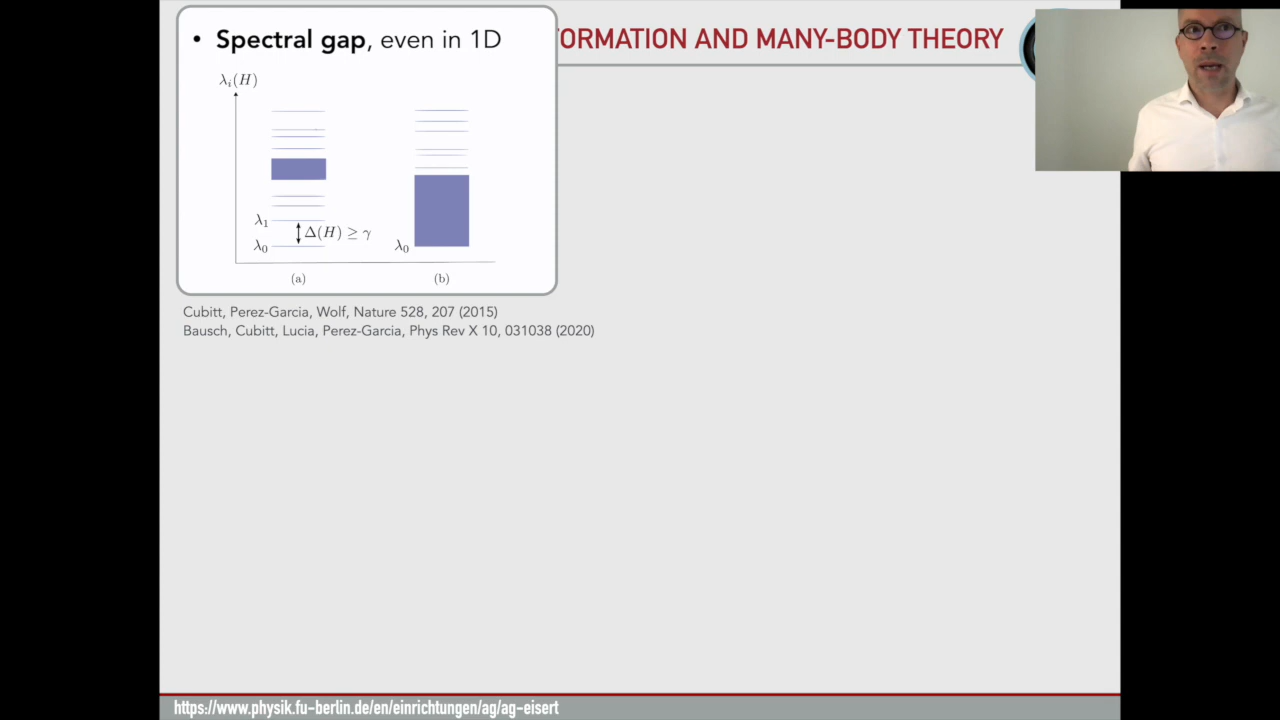 • Spectral gap, even in 1D
ORMATION AND MANY-BODY THEORY
λᵢ(H)
λ₁
Δ(H) ≥ γ
λ₀
λ₀
(a)
(b)
Cubitt, Perez-Garcia, Wolf, Nature 528, 207 (2015)
Bausch, Cubitt, Lucia, Perez-Garcia, Phys Rev X 10, 031038 (2020)
https://www.physik.fu-berlin.de/en/einrichtungen/ag/ag-eisert